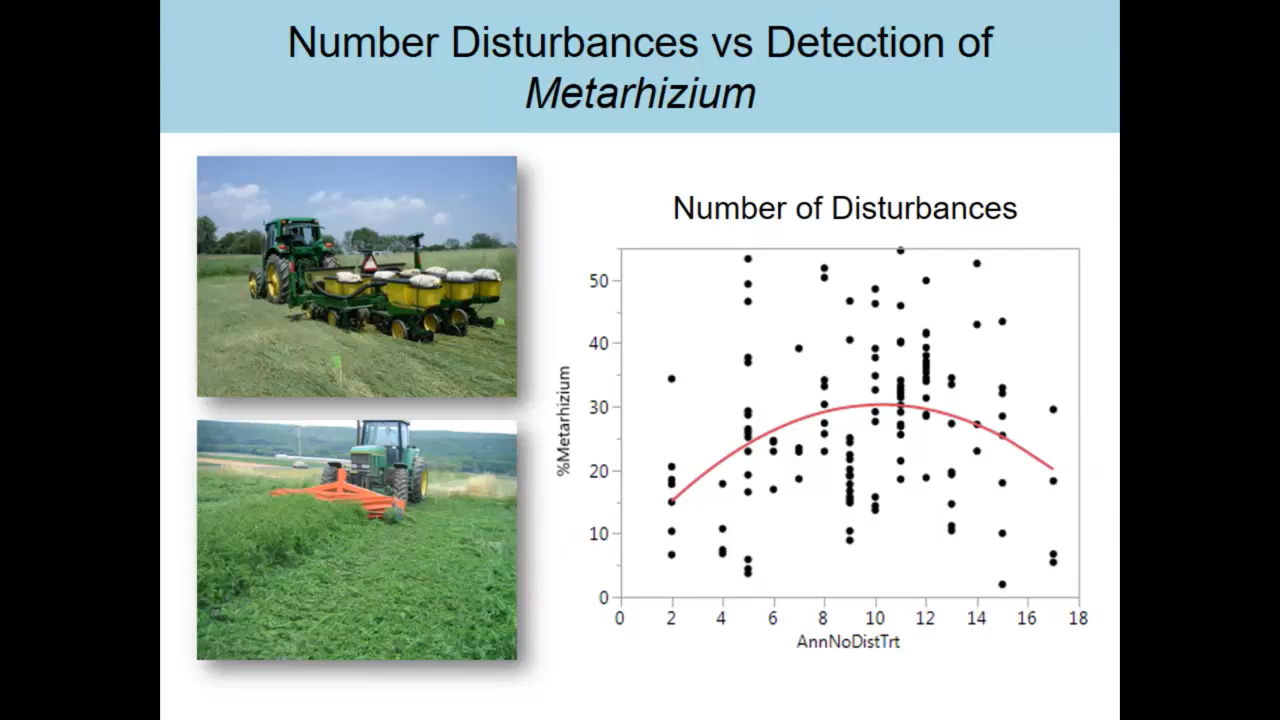 Number Disturbances vs Detection of
Metarhizium
Number of Disturbances
%Metarhizium
50
40
30
20
10
0
0 2 4 6 8 10 12 14 16 18
AnnNoDistTrt